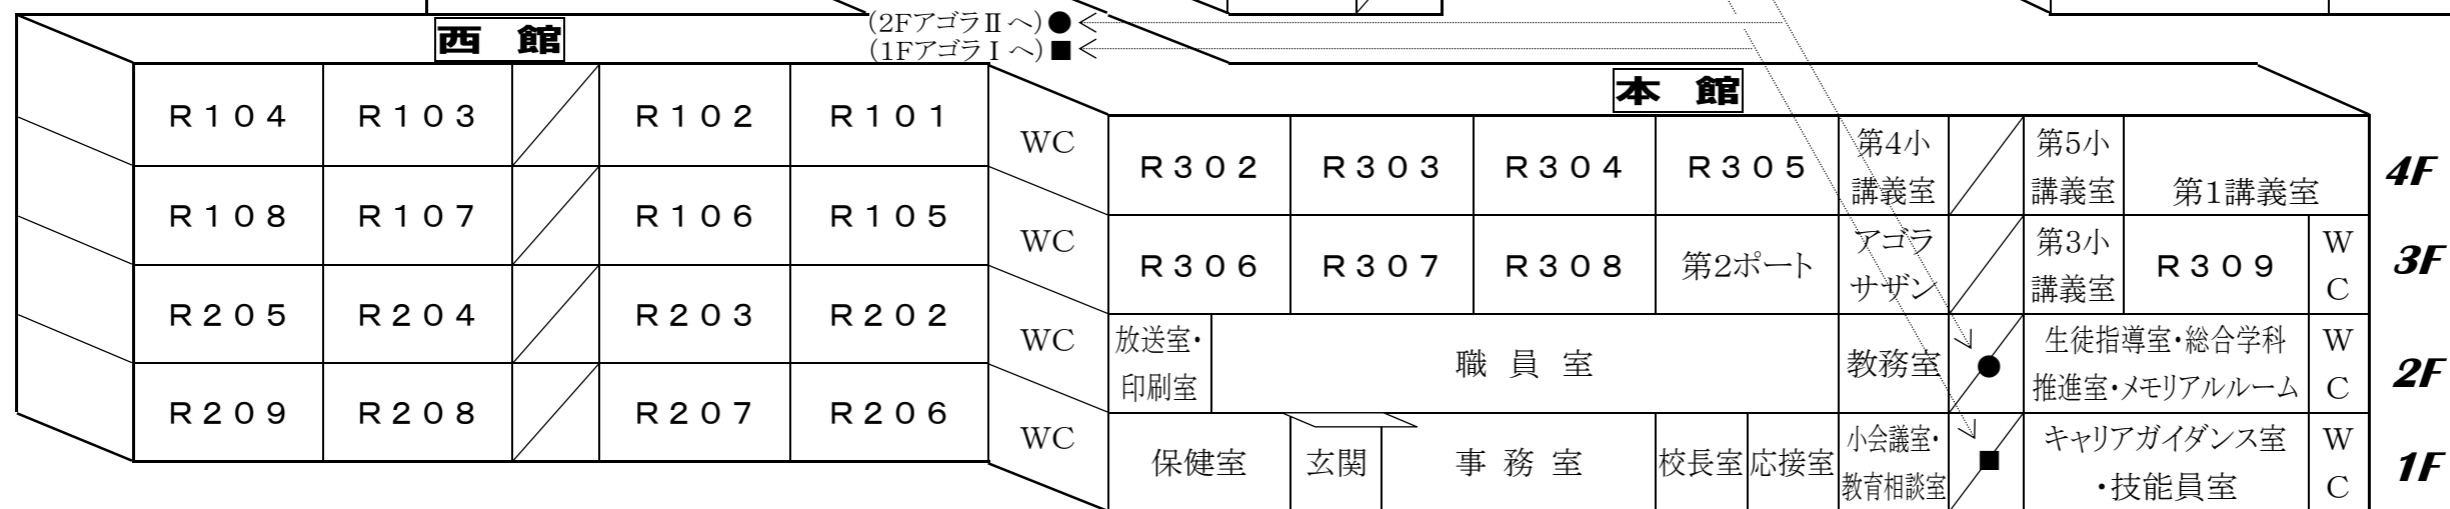 (2FアゴラⅡへ)●
(1FアゴラⅠへ)■
西 館
本 館
R104 R103 R102 R101 WC
R108 R107 R106 R105 WC
R205 R204 R203 R202 WC
R209 R208 R207 R206 WC
R302 R303 R304 R305
第4小
講義室
第5小
講義室
第1講義室
4F
R306 R307 R308 第2ポート
アゴラ
サザン
第3小
講義室
R309
W
C
3F
放送室・
印刷室
職員室
教務室
●
生徒指導室・総合学科
推進室・メモリアルルーム
W
C
2F
保健室 玄関 事務室 校長室 応接室
小会議室・
教育相談室
■
キャリアガイダンス室
・技能員室
W
C
1F